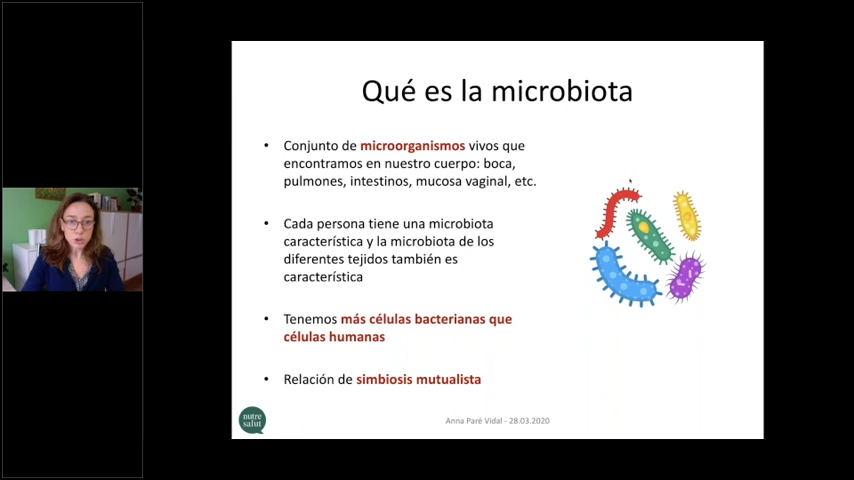 Qué es la microbiota
• Conjunto de microorganismos vivos que
encontramos en nuestro cuerpo: boca,
pulmones, intestinos, mucosa vaginal, etc.
• Cada persona tiene una microbiota
característica y la microbiota de los
diferentes tejidos también es
característica
• Tenemos más células bacterianas que
células humanas
• Relación de simbiosis mutualista
nutre
salut
Anna Paré Vidal - 28.03.2020